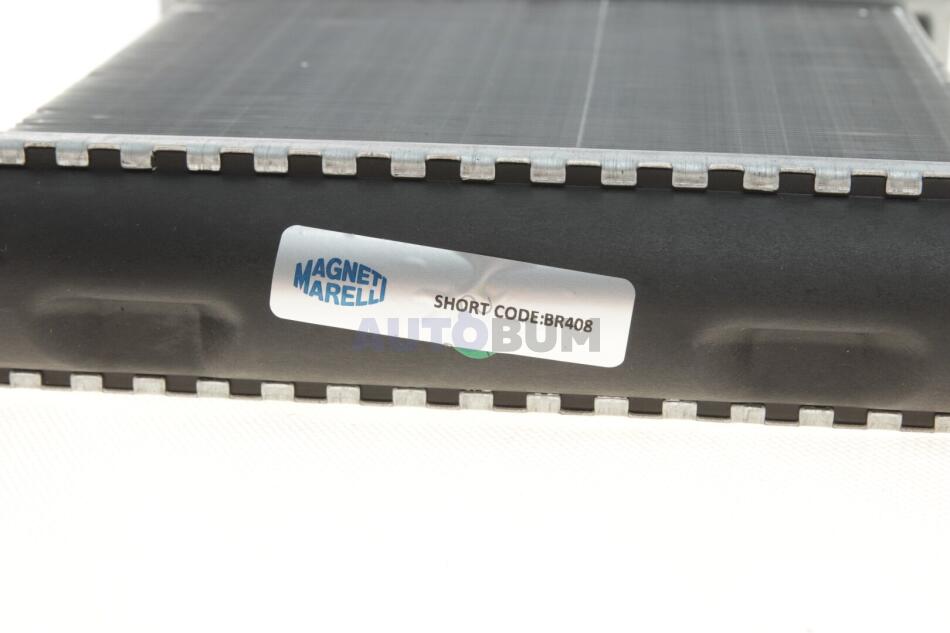 MAGNETI
MARELLI
SHORT CODE:BR408
AUTOBUM